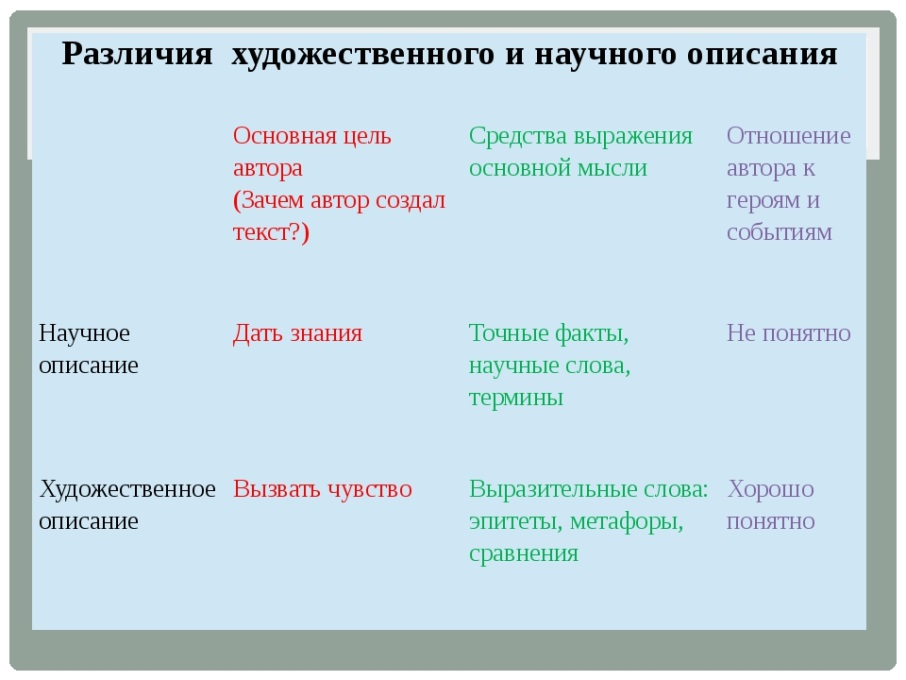 Различия художественного и научного описания
Основная цель
автора
(Зачем автор создал
текст?)
Средства выражения
основной мысли
Отношение
автора к
героям и
событиям
Научное
описание
Дать знания
Точные факты,
научные слова,
термины
Не понятно
Художественное
описание
Вызвать чувство
Выразительные слова:
эпитеты, метафоры,
сравнения
Хорошо
понятно